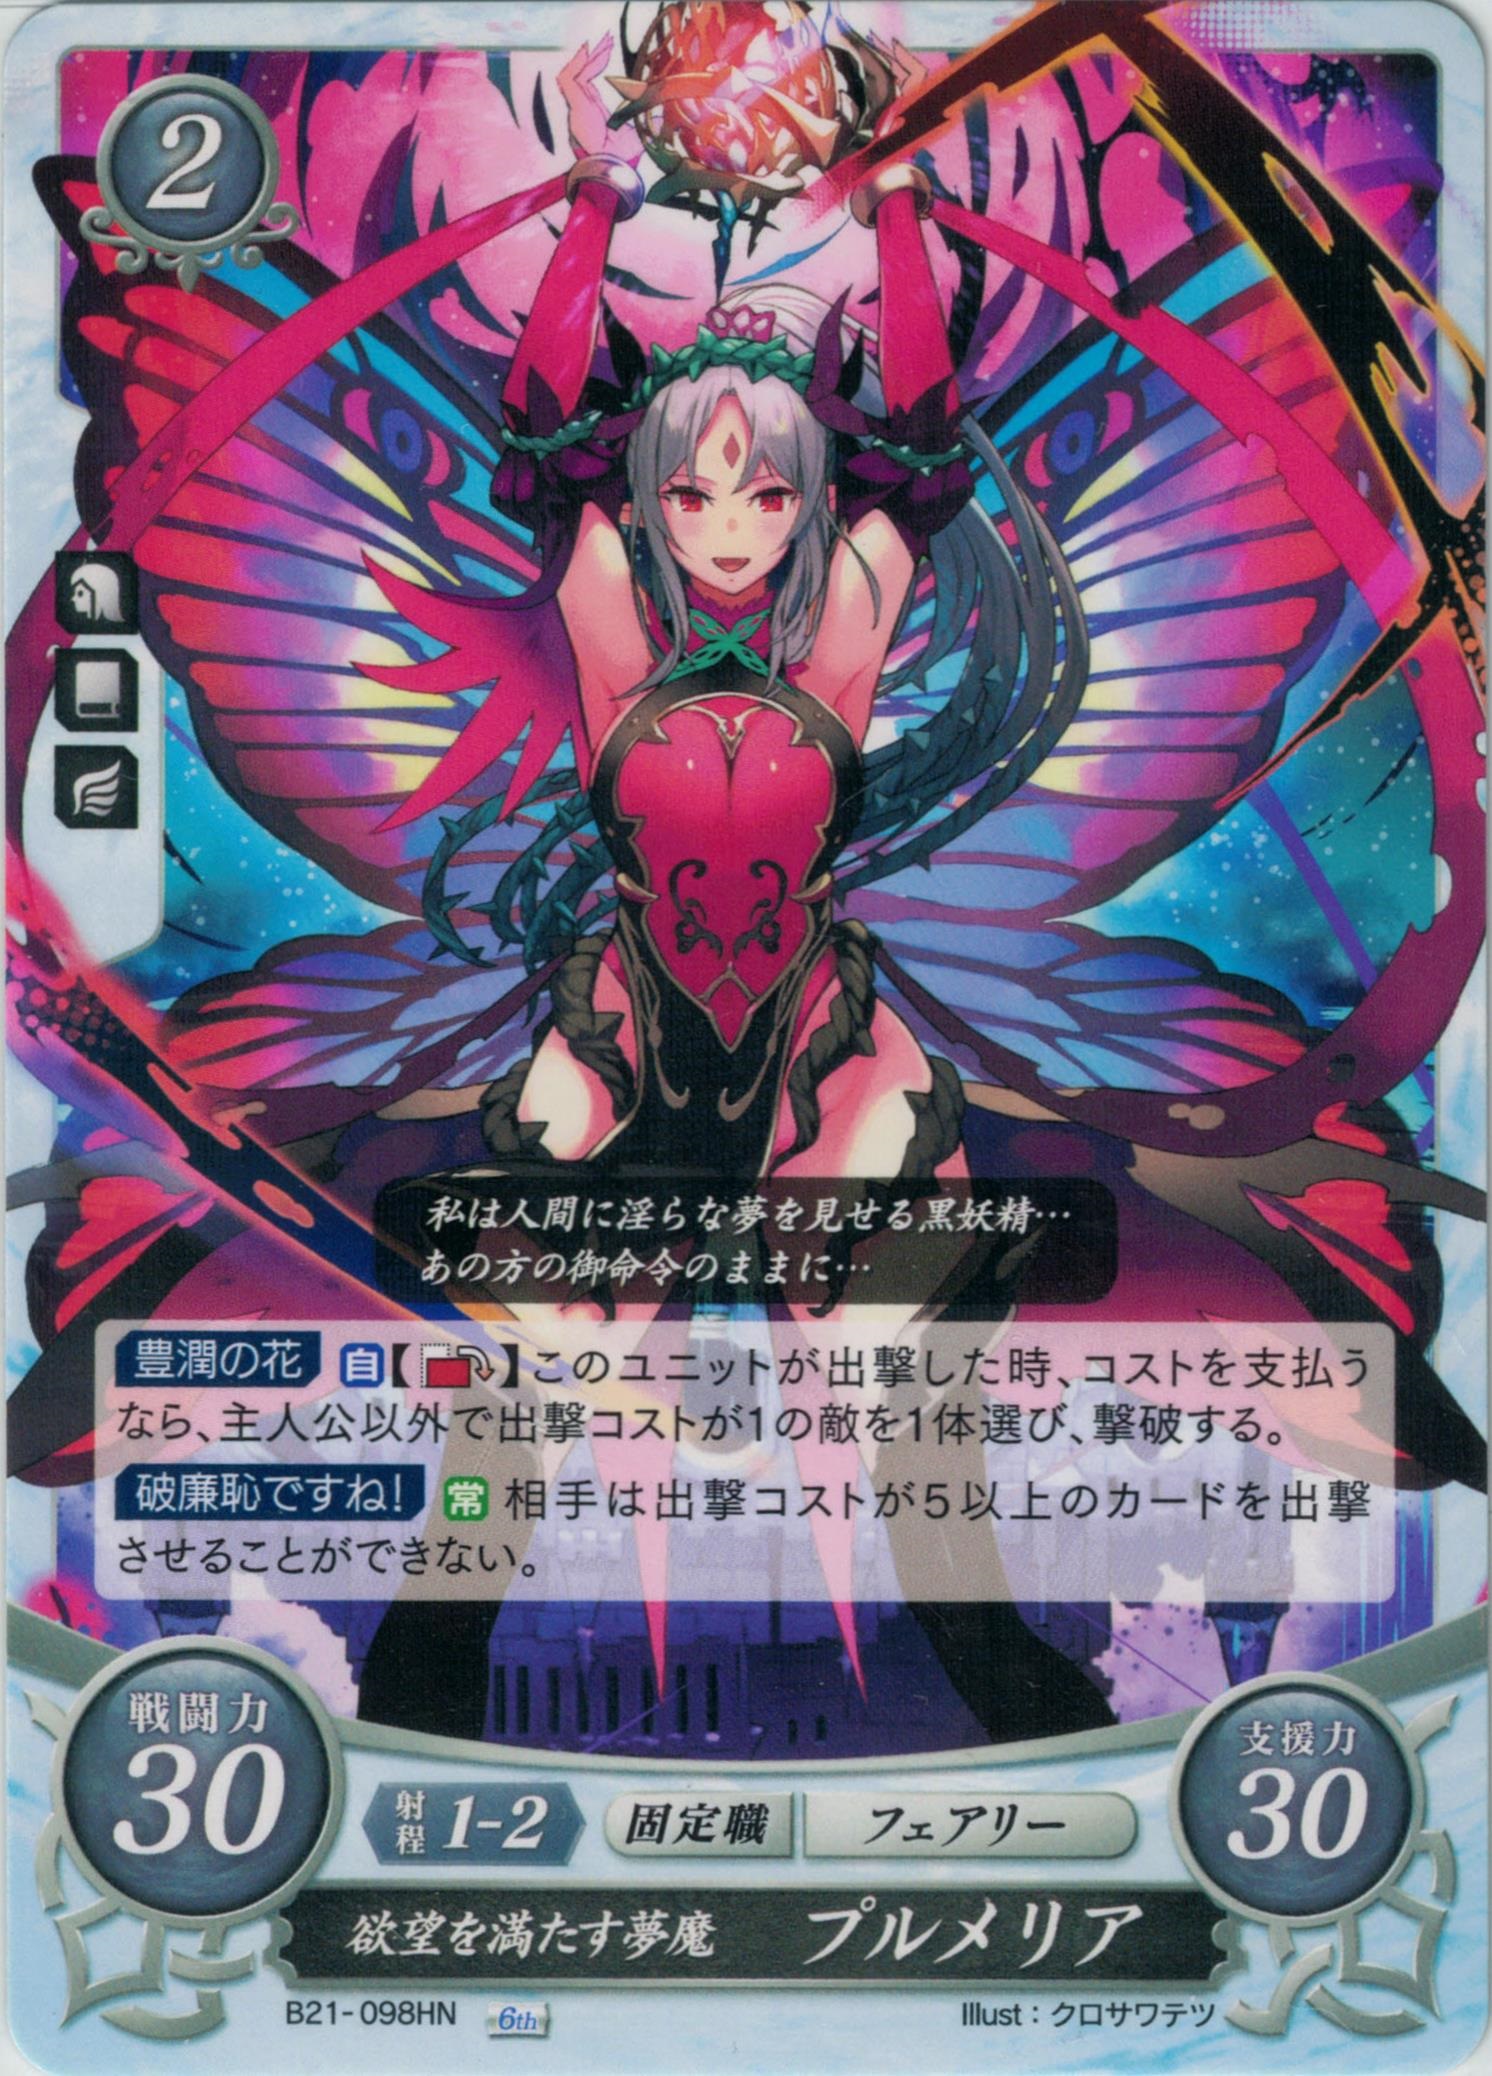 2
私は人間に淫らな夢を見せる黒妖精…
あの方の御命令のままに…
豊潤の花 自【 】このユニットが出撃した時、コストを支払う
なら、主人公以外で出撃コストが1の敵を1体選び、撃破する。
破廉恥ですね! 常 相手は出撃コストが5以上のカードを出撃
させることができない。
戦闘力
30
射程 1-2 固定職 フェアリー
支援力
30
欲望を満たす夢魔 プルメリア
B21-098HN 6th Illust:クロサワテツ